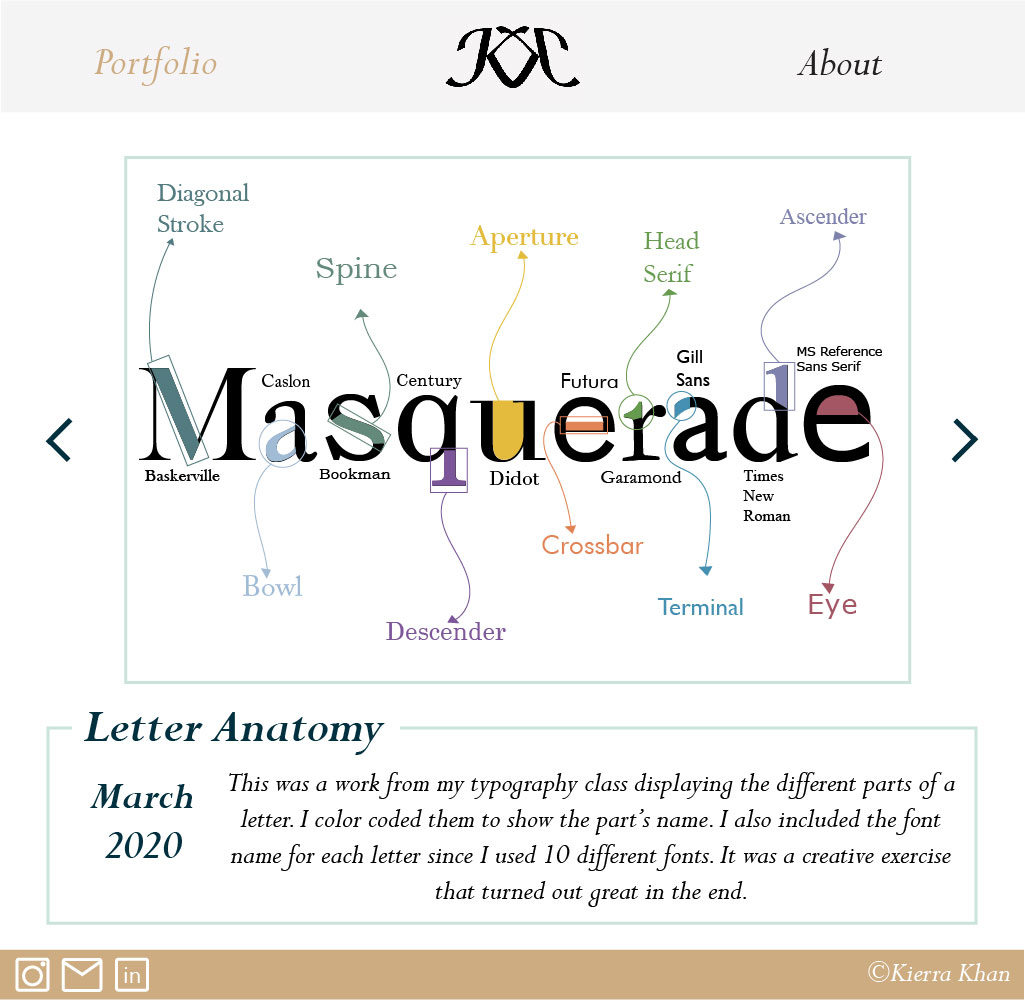 Portfolio
About
Diagonal
Stroke
Spine
Aperture
Head
Serif
Ascender
Masquerade
Caslon
Century
Futura
Gill
Sans
MS Reference
Sans Serif
Baskerville
Bookman
Didot
Garamond
Times
New
Roman
Bowl
Descender
Crossbar
Terminal
Eye
Letter Anatomy
March
2020
This was a work from my typography class displaying the different parts of a
letter. I color coded them to show the part's name. I also included the font
name for each letter since I used 10 different fonts. It was a creative exercise
that turned out great in the end.
in
©Kierra Khan